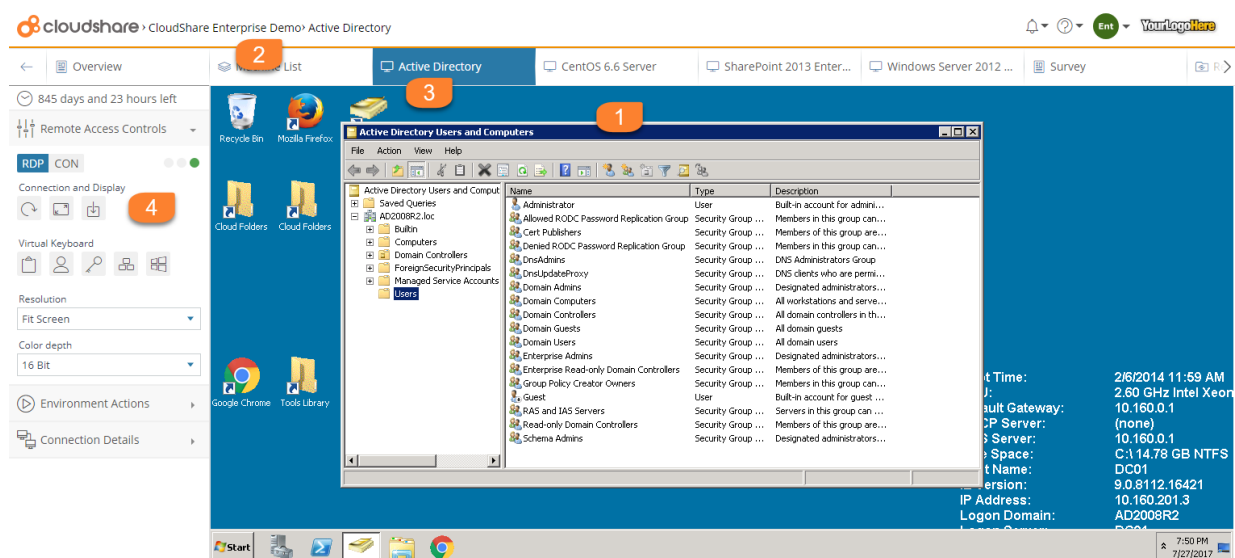 cloudshare › CloudShare Enterprise Demo› Active Directory
Ent
YourLogoHere
Overview
List
Active Directory
CentOS 6.6 Server
SharePoint 2013 Enter...
Windows Server 2012 ...
Survey
2
3
1
4
845 days and 23 hours left
Remote Access Controls
RDP CON
Connection and Display
Virtual Keyboard
Resolution
Fit Screen
Color depth
16 Bit
Environment Actions
Connection Details
Recycle Bin
Mozilla Firefox
Cloud Folders
Cloud Folders
Google Chrome
Tools Library
Active Directory Users and Computers
File Action View Help
Active Directory Users and Comput
Saved Queries
AD2008R2.loc
Builtin
Computers
Domain Controllers
ForeignSecurityPrincipals
Managed Service Accounts
Users
Name Type Description
Administrator User Built-in account for admini...
Allowed RODC Password Replication Group Security Group ... Members in this group can...
Cert Publishers Security Group ... Members of this group are...
Denied RODC Password Replication Group Security Group ... Members in this group can...
DnsAdmins Security Group ... DNS Administrators Group
DnsUpdateProxy Security Group ... DNS clients who are permi...
Domain Admins Security Group ... Designated administrators...
Domain Computers Security Group ... All workstations and serve...
Domain Controllers Security Group ... All domain controllers in th...
Domain Guests Security Group ... All domain guests
Domain Users Security Group ... All domain users
Enterprise Admins Security Group ... Designated administrators...
Enterprise Read-only Domain Controllers Security Group ... Members of this group are...
Group Policy Creator Owners Security Group ... Members in this group can...
Guest User Built-in account for guest ...
RAS and IAS Servers Security Group ... Servers in this group can ...
Read-only Domain Controllers Security Group ... Members of this group are...
Schema Admins Security Group ... Designated administrators...
t Time: 2/6/2014 11:59 AM
2.60 GHz Intel Xeon
ault Gateway: 10.160.0.1
CP Server: (none)
S Server: 10.160.0.1
e Space: C:\ 14.78 GB NTFS
t Name: DC01
ersion: 9.0.8112.16421
IP Address: 10.160.201.3
Logon Domain: AD2008R2
Start
7:50 PM
7/27/2017